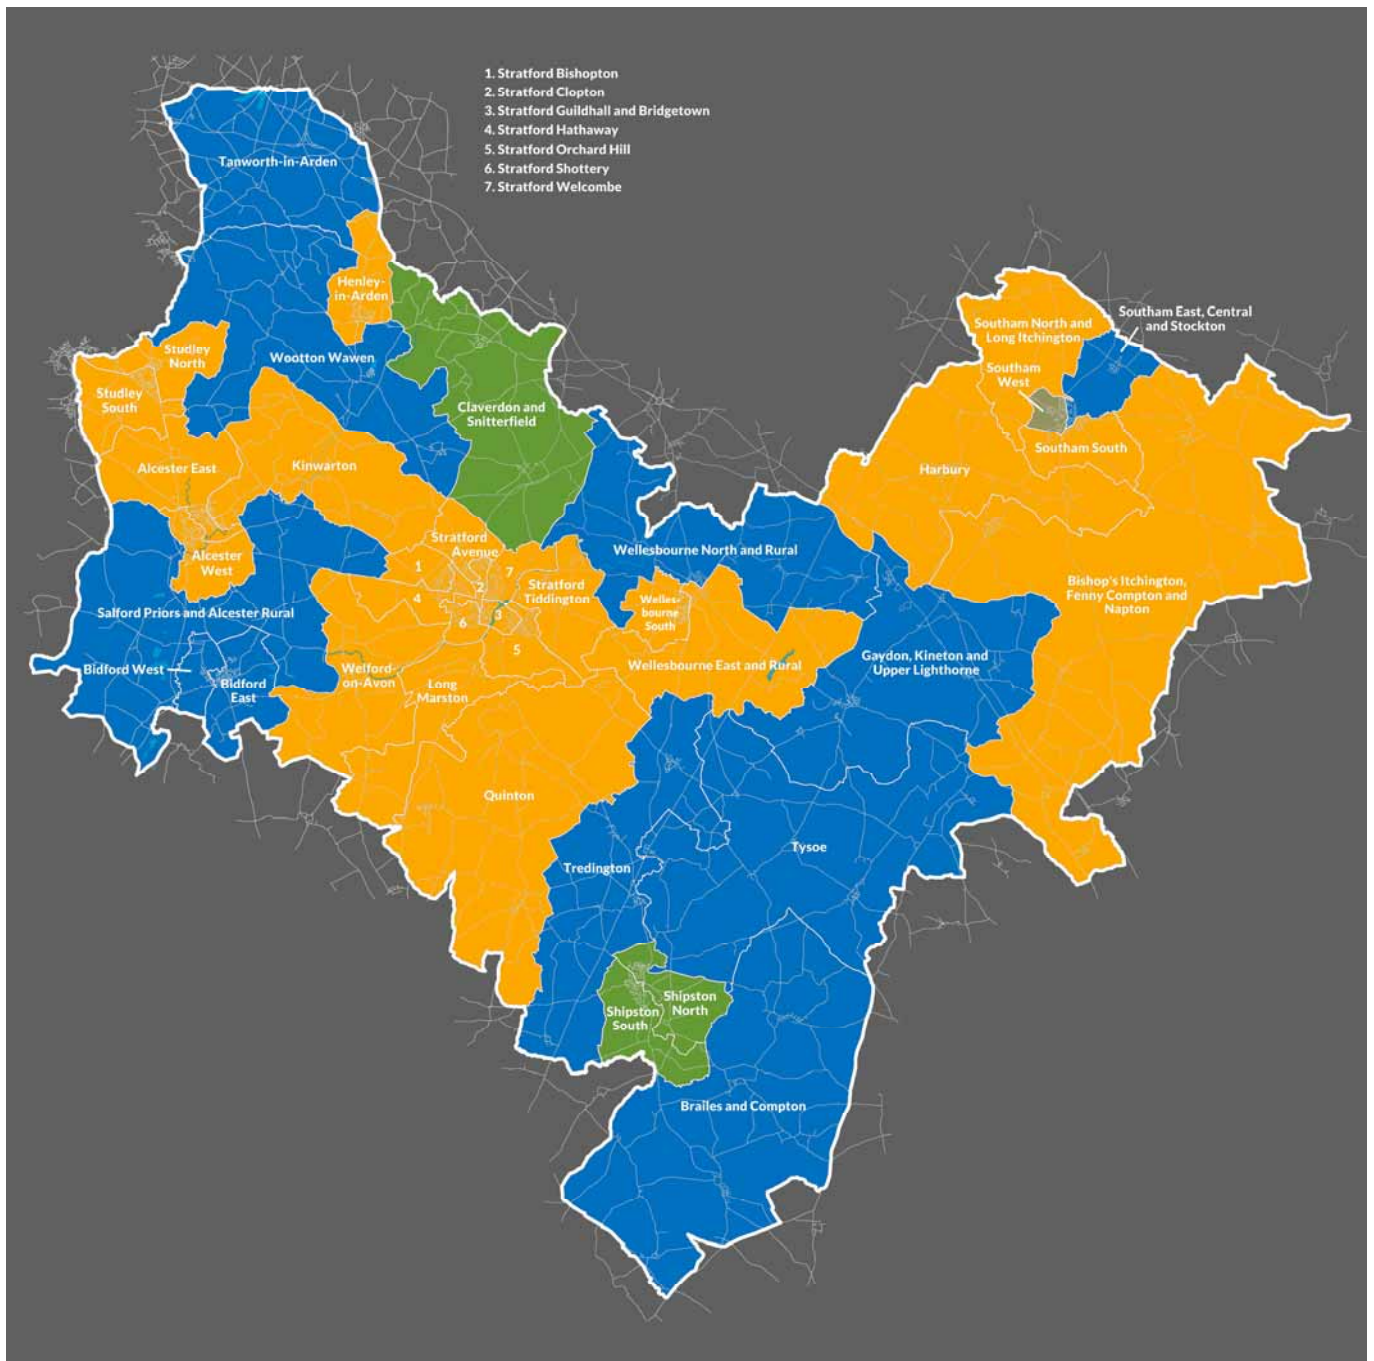 1. Stratford Bishopton
2. Stratford Clopton
3. Stratford Guildhall and Bridgetown
4. Stratford Hathaway
5. Stratford Orchard Hill
6. Stratford Shottery
7. Stratford Welcombe
Tanworth-in-Arden
Henley-
in-Arden
Southam East, Central
and Stockton
Southam North and
Long Itchington
Studley
North
Wootton Wawen
Southam
West
Studley
South
Claverdon and
Snitterfield
Southam South
Alcester East
Kinwarton
Harbury
Stratford
Avenue
Wellesbourne North and Rural
Alcester
West
1
7
2
Stratford
Tiddington
Bishop's Itchington,
Fenny Compton and
Napton
4
Welles-
bourne
South
Salford Priors and Alcester Rural
3
6
5
Gaydon, Kineton and
Upper Lighthorne
Bidford West
Welford-
on-Avon
Wellesbourne East and Rural
Bidford
East
Long
Marston
Quinton
Tysoe
Tredington
Shipston
North
Shipston
South
Brailes and Compton